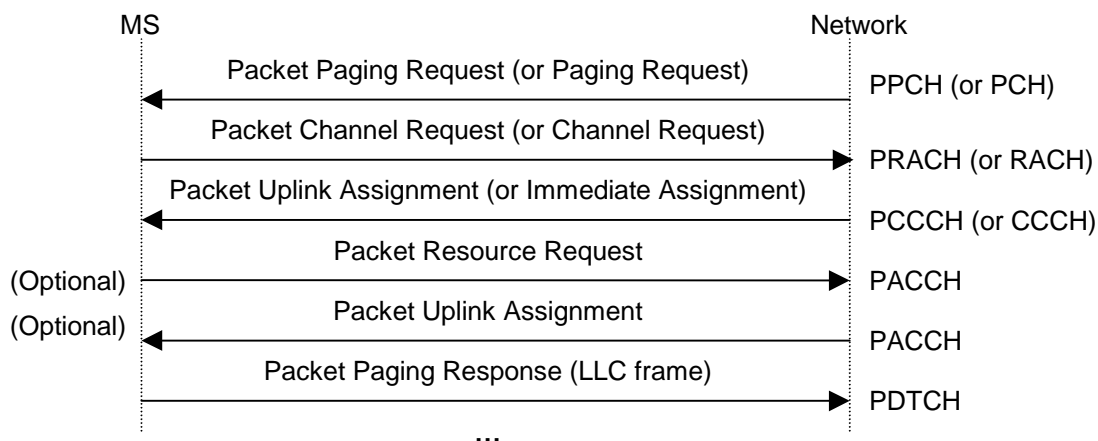 MS Network
Packet Paging Request (or Paging Request) PPCH (or PCH)
Packet Channel Request (or Channel Request) PRACH (or RACH)
Packet Uplink Assignment (or Immediate Assignment) PCCCH (or CCCH)
Packet Resource Request
(Optional) PACCH
Packet Uplink Assignment
(Optional) PACCH
Packet Paging Response (LLC frame) PDTCH
...